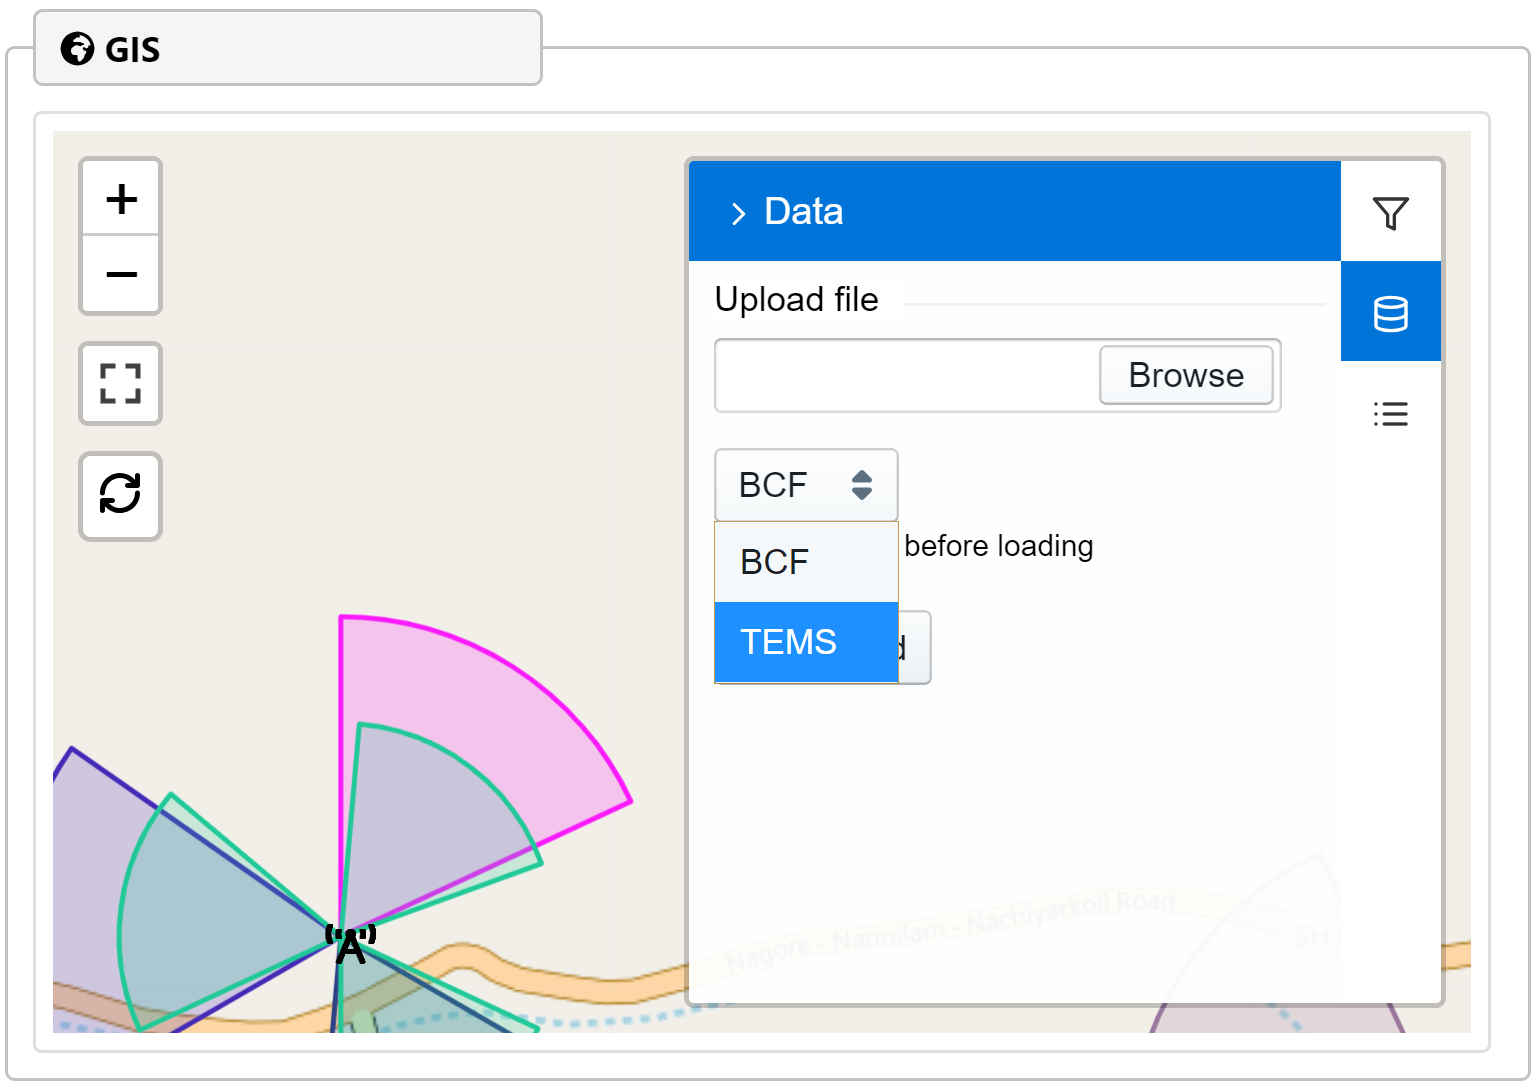 GIS
+
−
Data
Upload file
Browse
BCF
BCF
before loading
TEMS
d
Nagore - Nannilam - Nachiyarkoil Road
SH